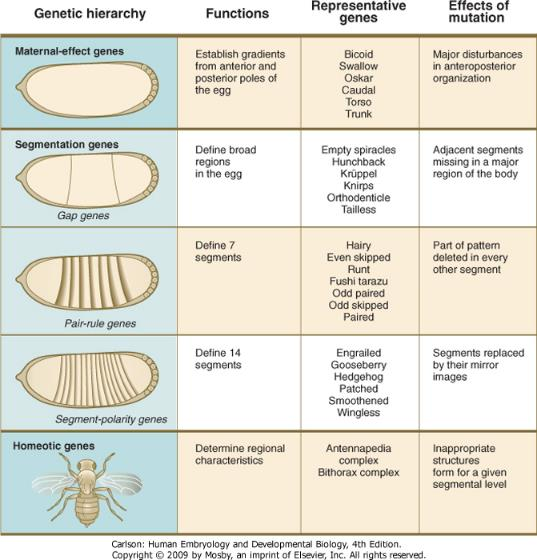 Genetic hierarchy
Functions
Representative
genes
Effects of
mutation
Maternal-effect genes
Establish gradients
from anterior and
posterior poles of
the egg
Bicoid
Swallow
Oskar
Caudal
Torso
Trunk
Major disturbances
in anteroposterior
organization
Segmentation genes
Gap genes
Define broad
regions
in the egg
Empty spiracles
Hunchback
Krüppel
Knirps
Orthodenticle
Tailless
Adjacent segments
missing in a major
region of the body
Pair-rule genes
Define 7
segments
Hairy
Even skipped
Runt
Fushi tarazu
Odd paired
Odd skipped
Paired
Part of pattern
deleted in every
other segment
Segment-polarity genes
Define 14
segments
Engrailed
Gooseberry
Hedgehog
Patched
Smoothened
Wingless
Segments replaced
by their mirror
images
Homeotic genes
Determine regional
characteristics
Antennapedia
complex
Bithorax complex
Inappropriate
structures
form for a given
segmental level
Carlson: Human Embryology and Developmental Biology, 4th Edition.
Copyright © 2009 by Mosby, an imprint of Elsevier, Inc. All rights reserved.